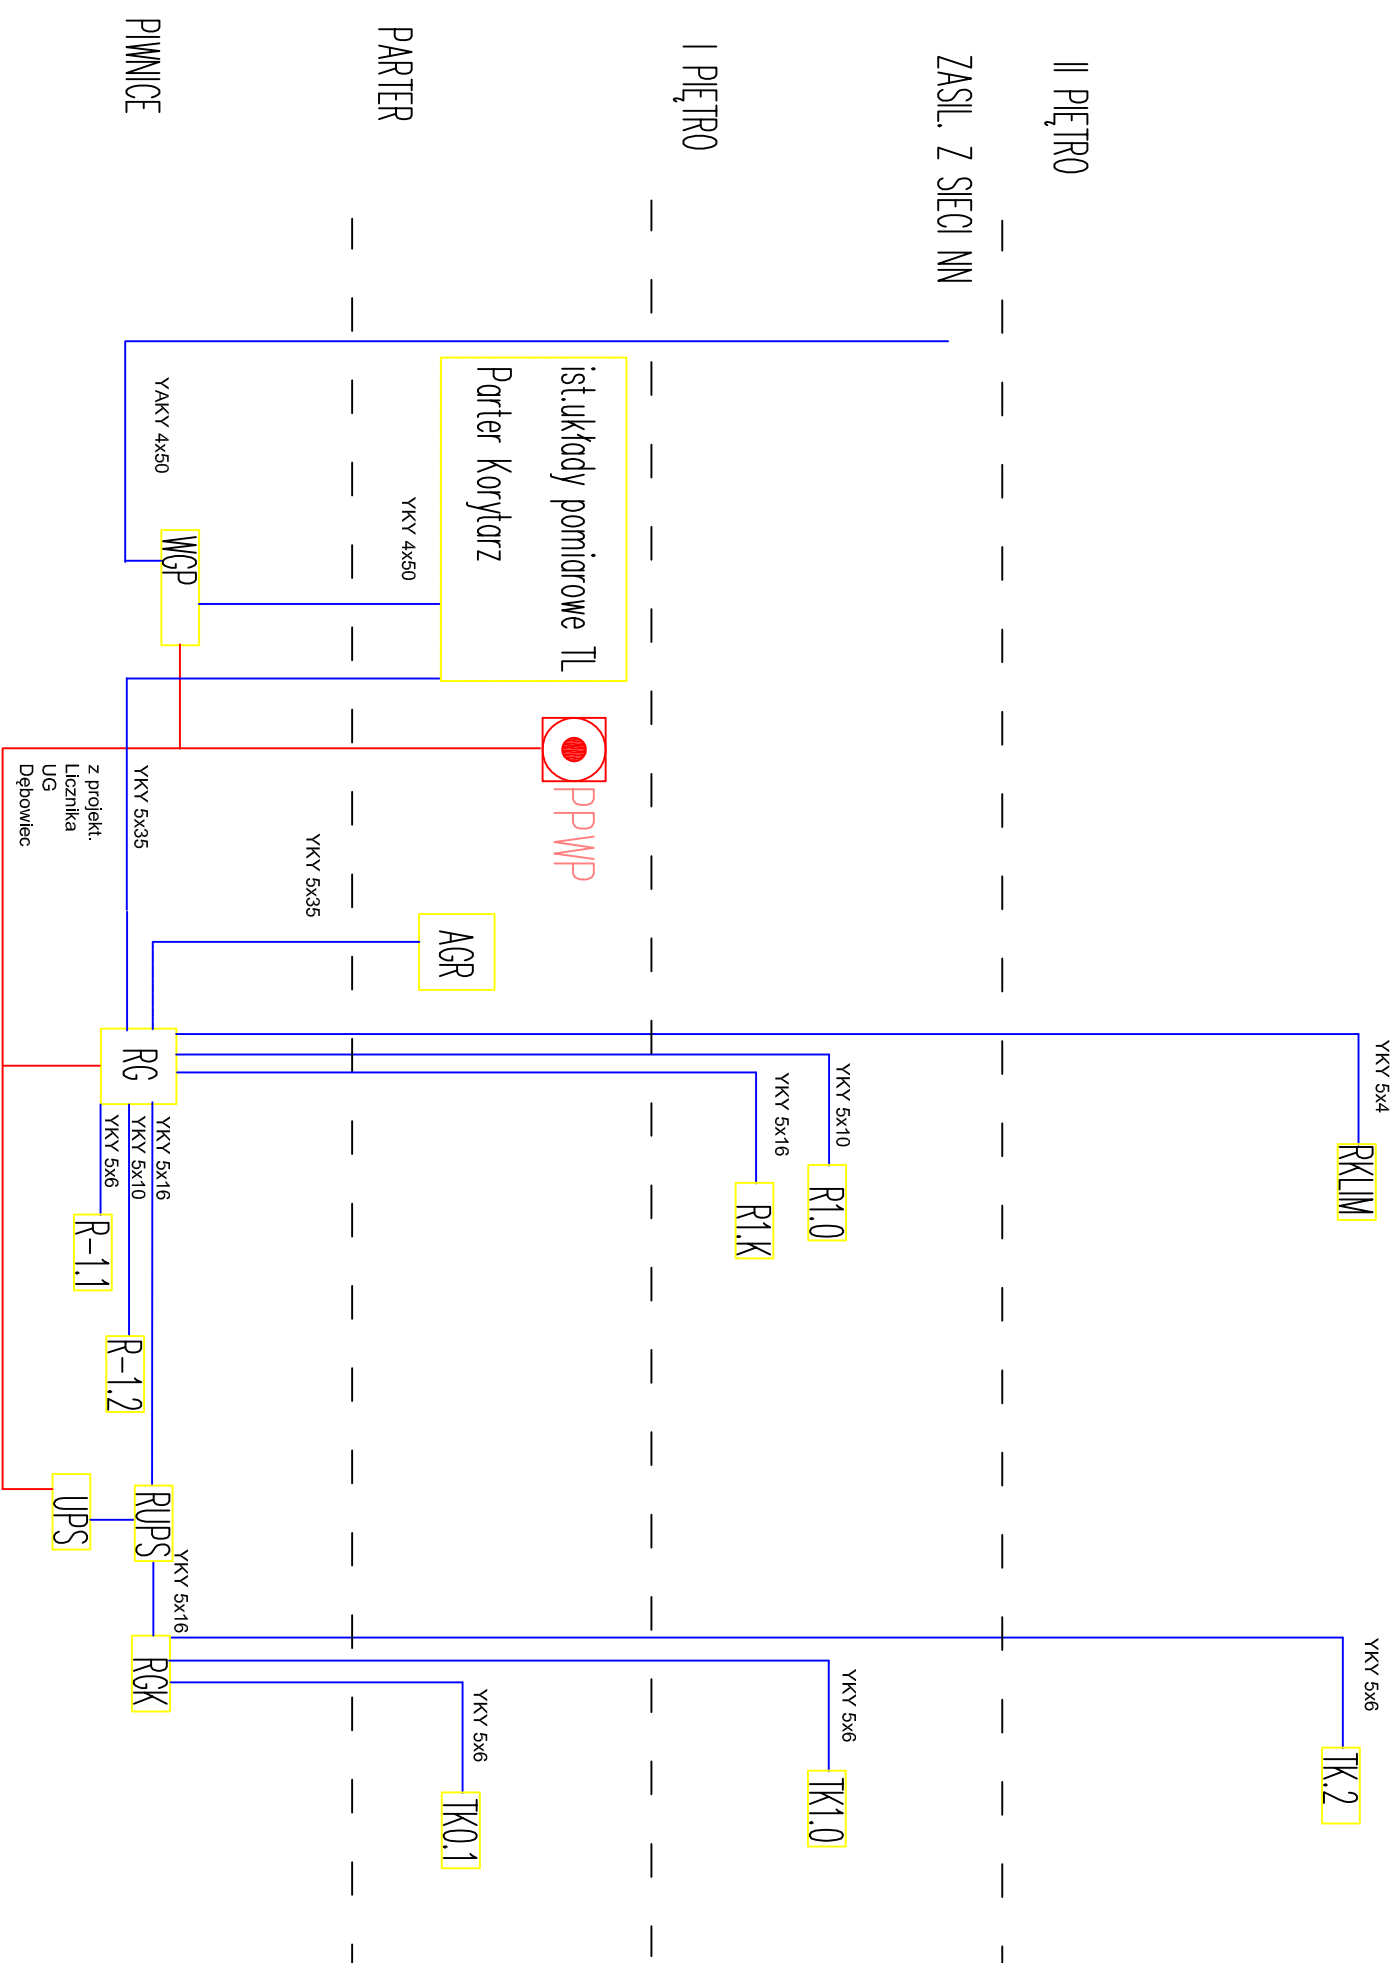 II PIĘTRO
ZASIL. Z SIECI NN
I PIĘTRO
PARTER
PIWNICE
YKY 5x4
RKLIM
YKY 5x6
TK.2
YKY 5x10
R1.0
YKY 5x16
R1.K
YKY 5x6
TK1.0
ist.układy pomiarowe TL
Parter Korytarz
PPWP
YKY 4x50
AGR
YKY 5x6
TK0.1
YKY 5x35
YAKY 4x50
WGP
YKY 5x35
z projekt.
Licznika
UG
Dębowiec
RG
YKY 5x16
YKY 5x10
YKY 5x6
R-1.1
R-1.2
RUPS
UPS
YKY 5x16
RGK